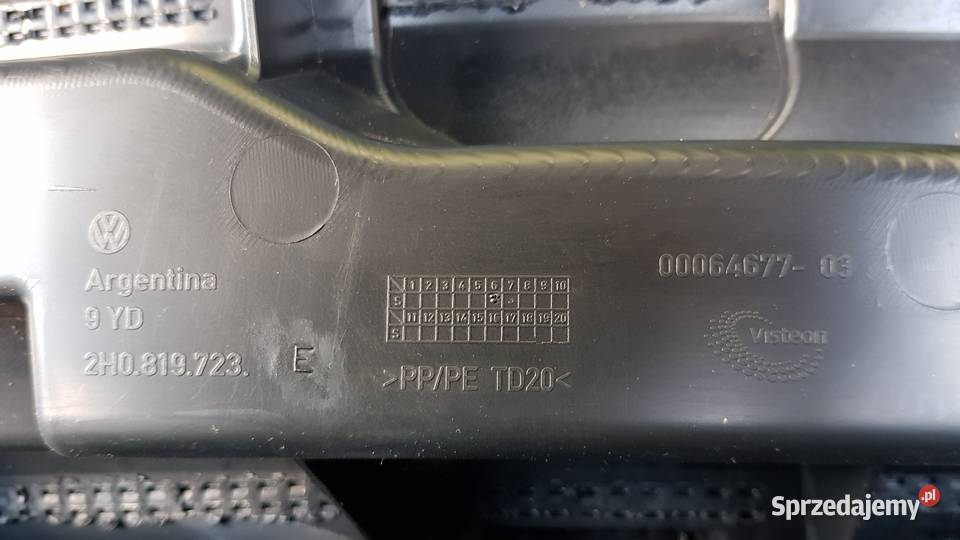 VW
Argentina
9 YD
2H0.819.723. E
1 2 3 4 5 6 7 8 9 10
S
11 12 13 14 15 16 17 18 19 20
S
>PP/PE TD20<
00064677- 03
Visteon
Sprzedajemy.pl